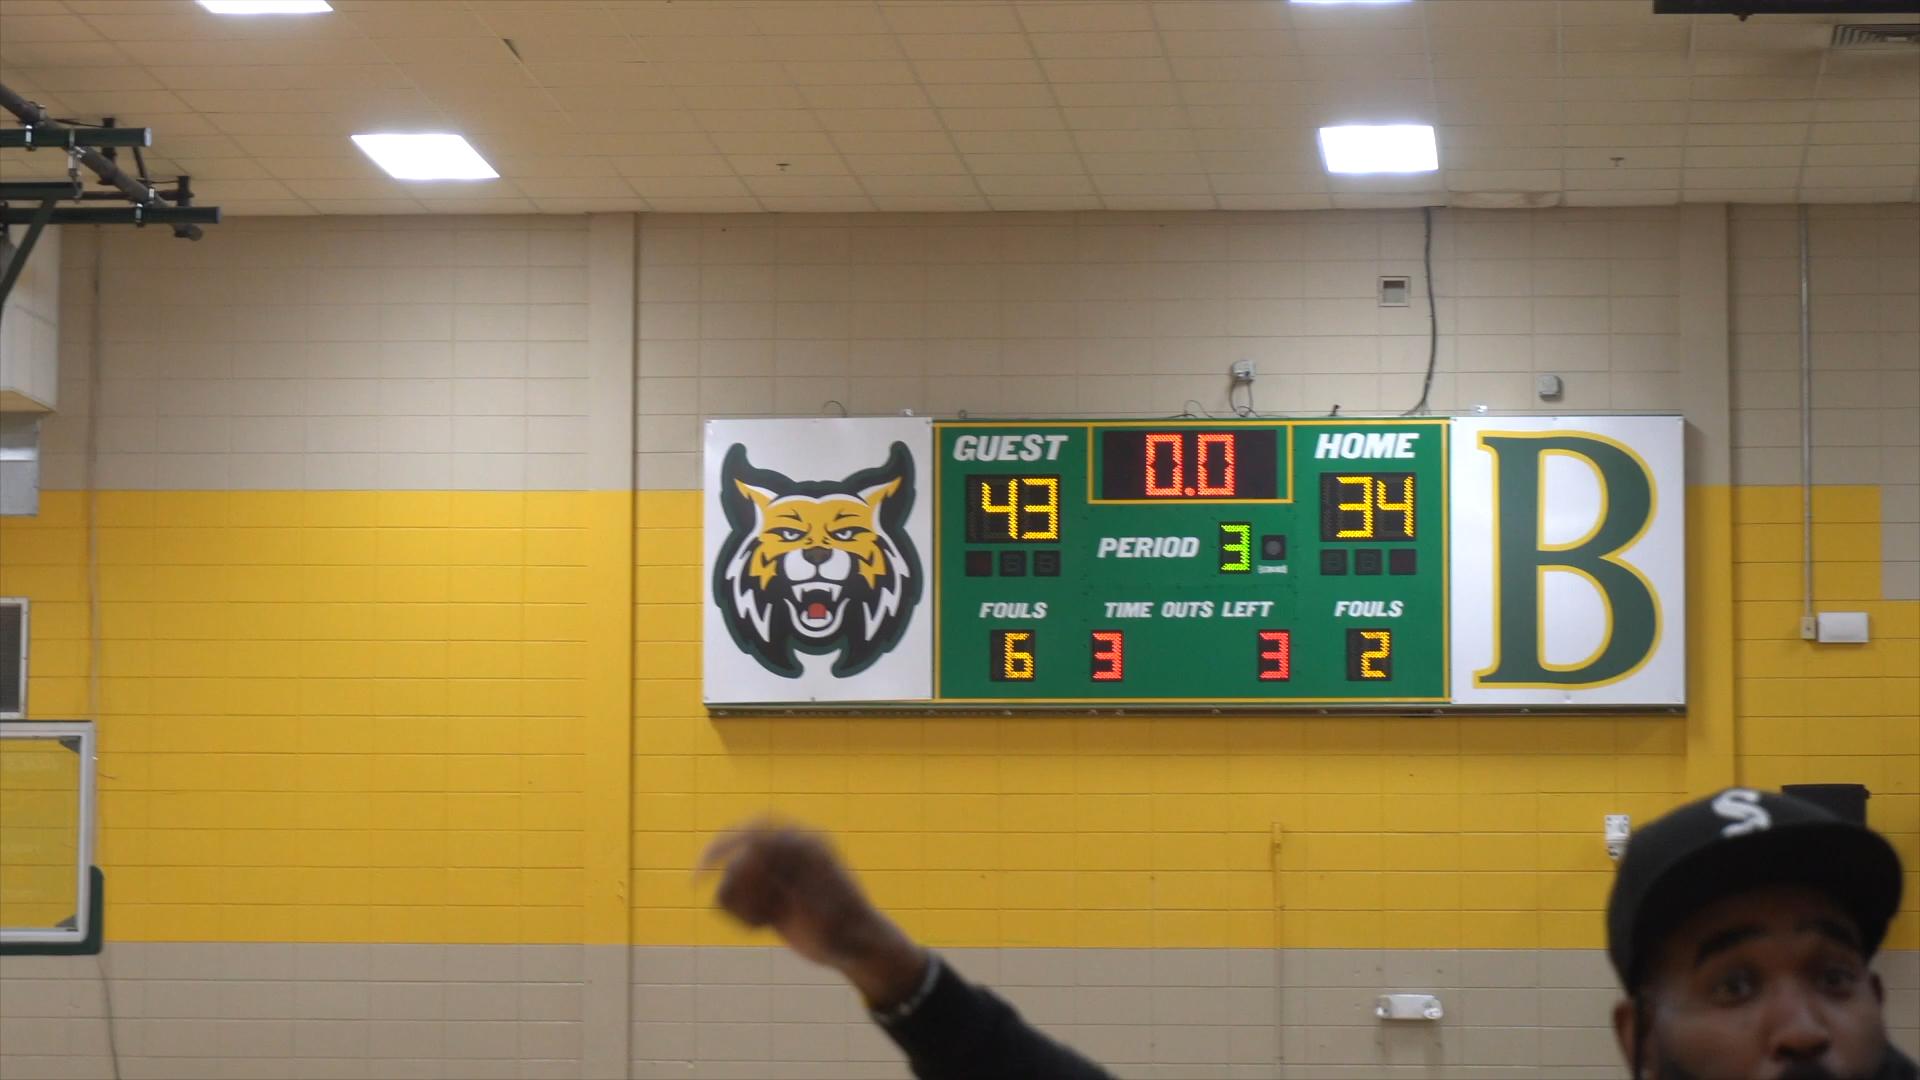 GUEST 0.0 HOME
43 34
PERIOD 3
FOULS TIME OUTS LEFT FOULS
6 3 3 2
B
S